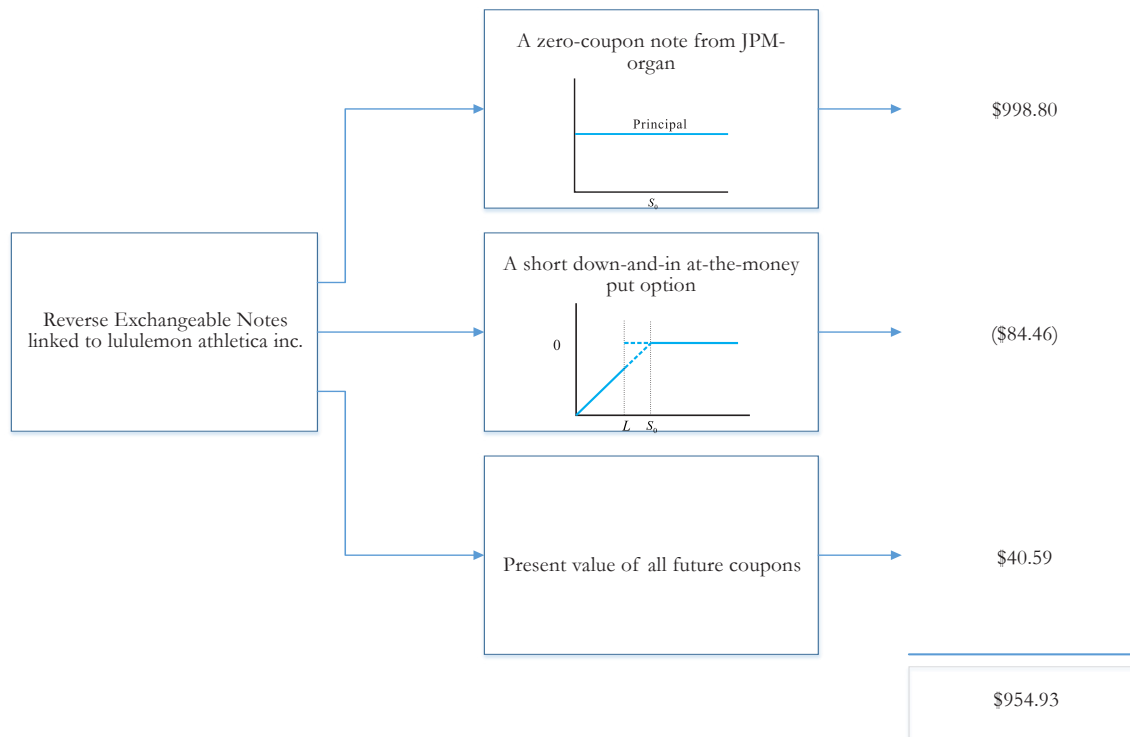 A zero-coupon note from JPM-
organ
Principal
S₀
$998.80
Reverse Exchangeable Notes
linked to lululemon athletica inc.
A short down-and-in at-the-money
put option
0
L S₀
($84.46)
Present value of all future coupons
$40.59
$954.93